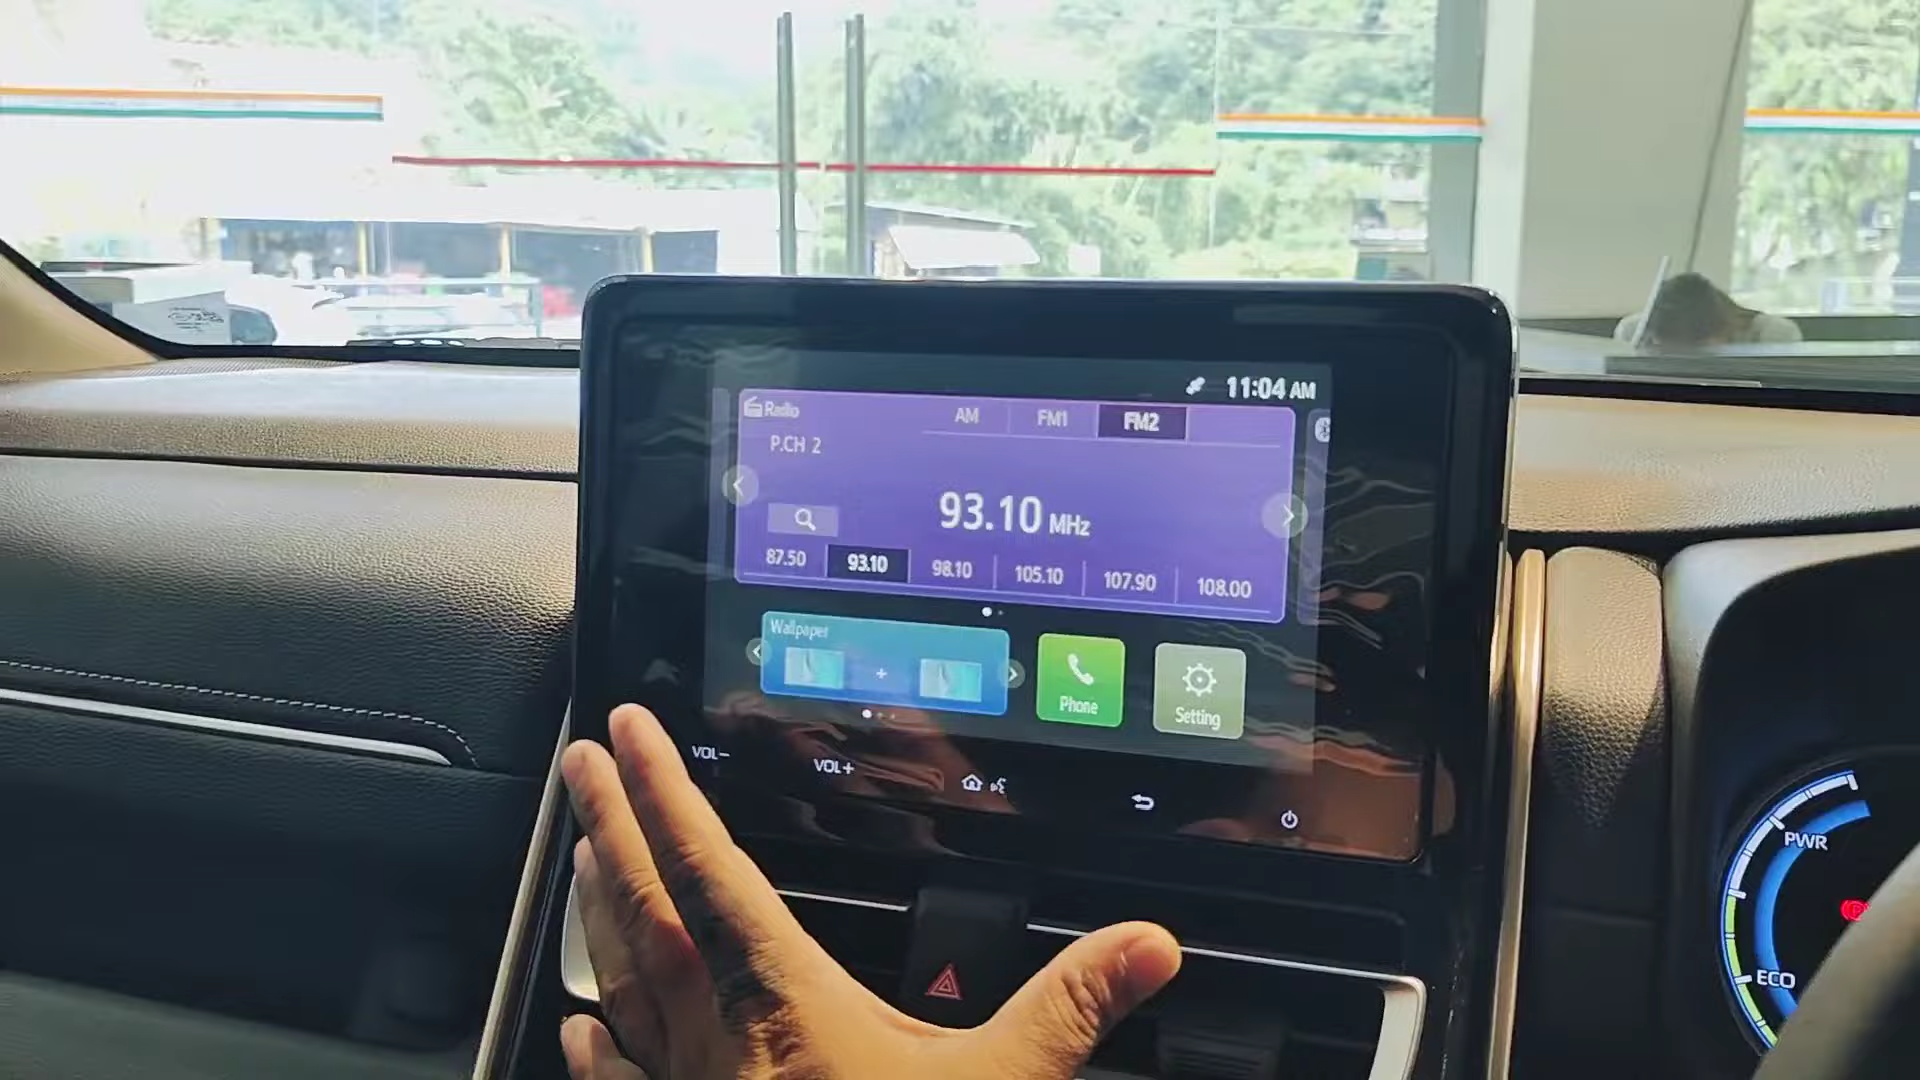 11:04 AM
Radio
AM FM1 FM2
P.CH 2
93.10 MHz
87.50 93.10 98.10 105.10 107.90 108.00
Wallpaper
+
Phone
Setting
VOL−
VOL+
PWR
ECO